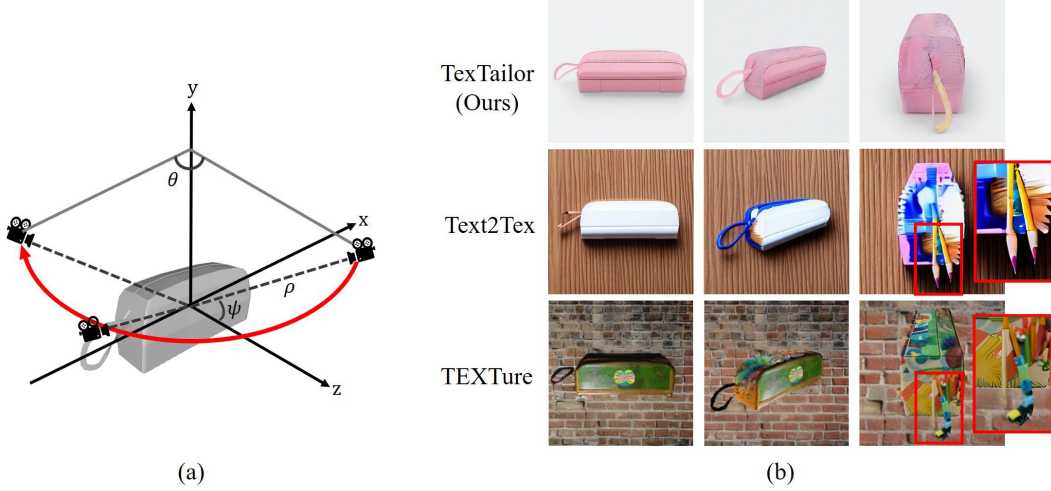 y
θ
x
ρ
ψ
z
(a)
TexTailor
(Ours)
Text2Tex
TEXTure
(b)